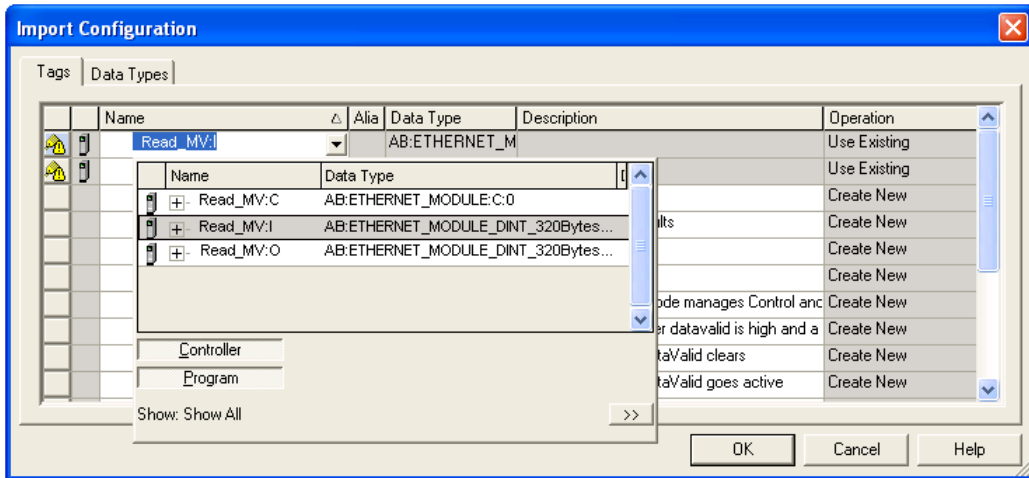 Import Configuration
Tags Data Types
Name Alia Data Type Description Operation
Read_MV:I AB:ETHERNET_M Use Existing
Use Existing
Name Data Type
Read_MV:C AB:ETHERNET_MODULE:C:0 Create New
ults Create New
Read_MV:I AB:ETHERNET_MODULE_DINT_320Bytes...
Read_MV:O AB:ETHERNET_MODULE_DINT_320Bytes... Create New
Create New
ode manages Control and Create New
er datavalid is high and a Create New
Controller taValid clears Create New
Program taValid goes active Create New
Show: Show All >>
OK Cancel Help